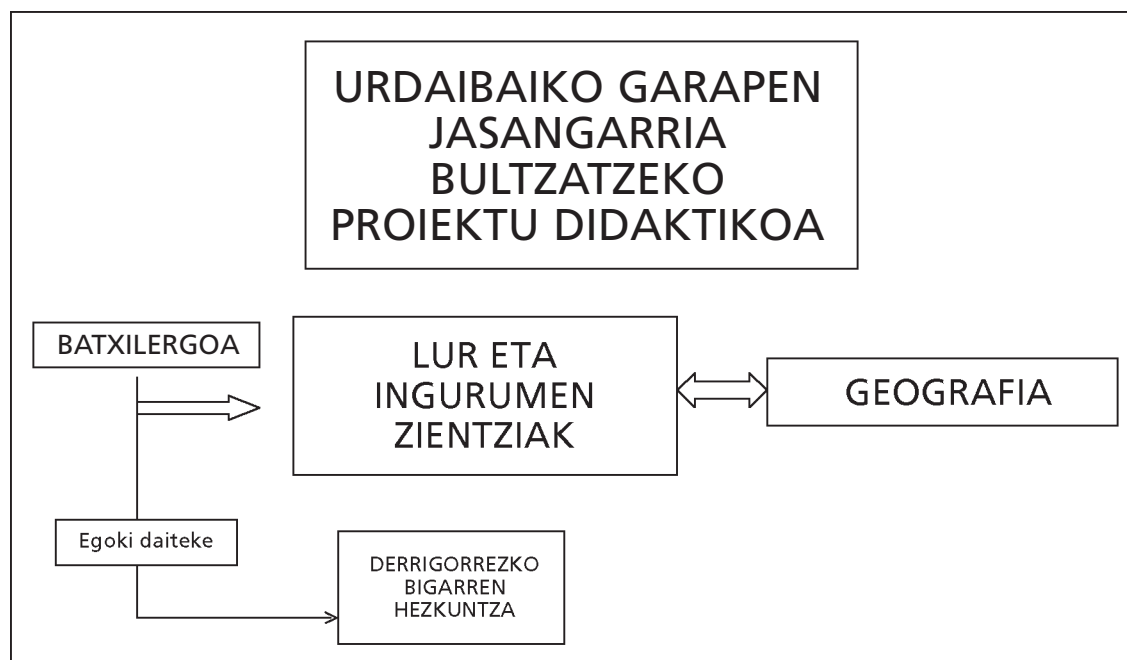 URDAIBAIKO GARAPEN
JASANGARRIA
BULTZATZEKO
PROIEKTU DIDAKTIKOA
BATXILERGOA
LUR ETA
INGURUMEN
ZIENTZIAK
GEOGRAFIA
Egoki daiteke
DERRIGORREZKO
BIGARREN
HEZKUNTZA